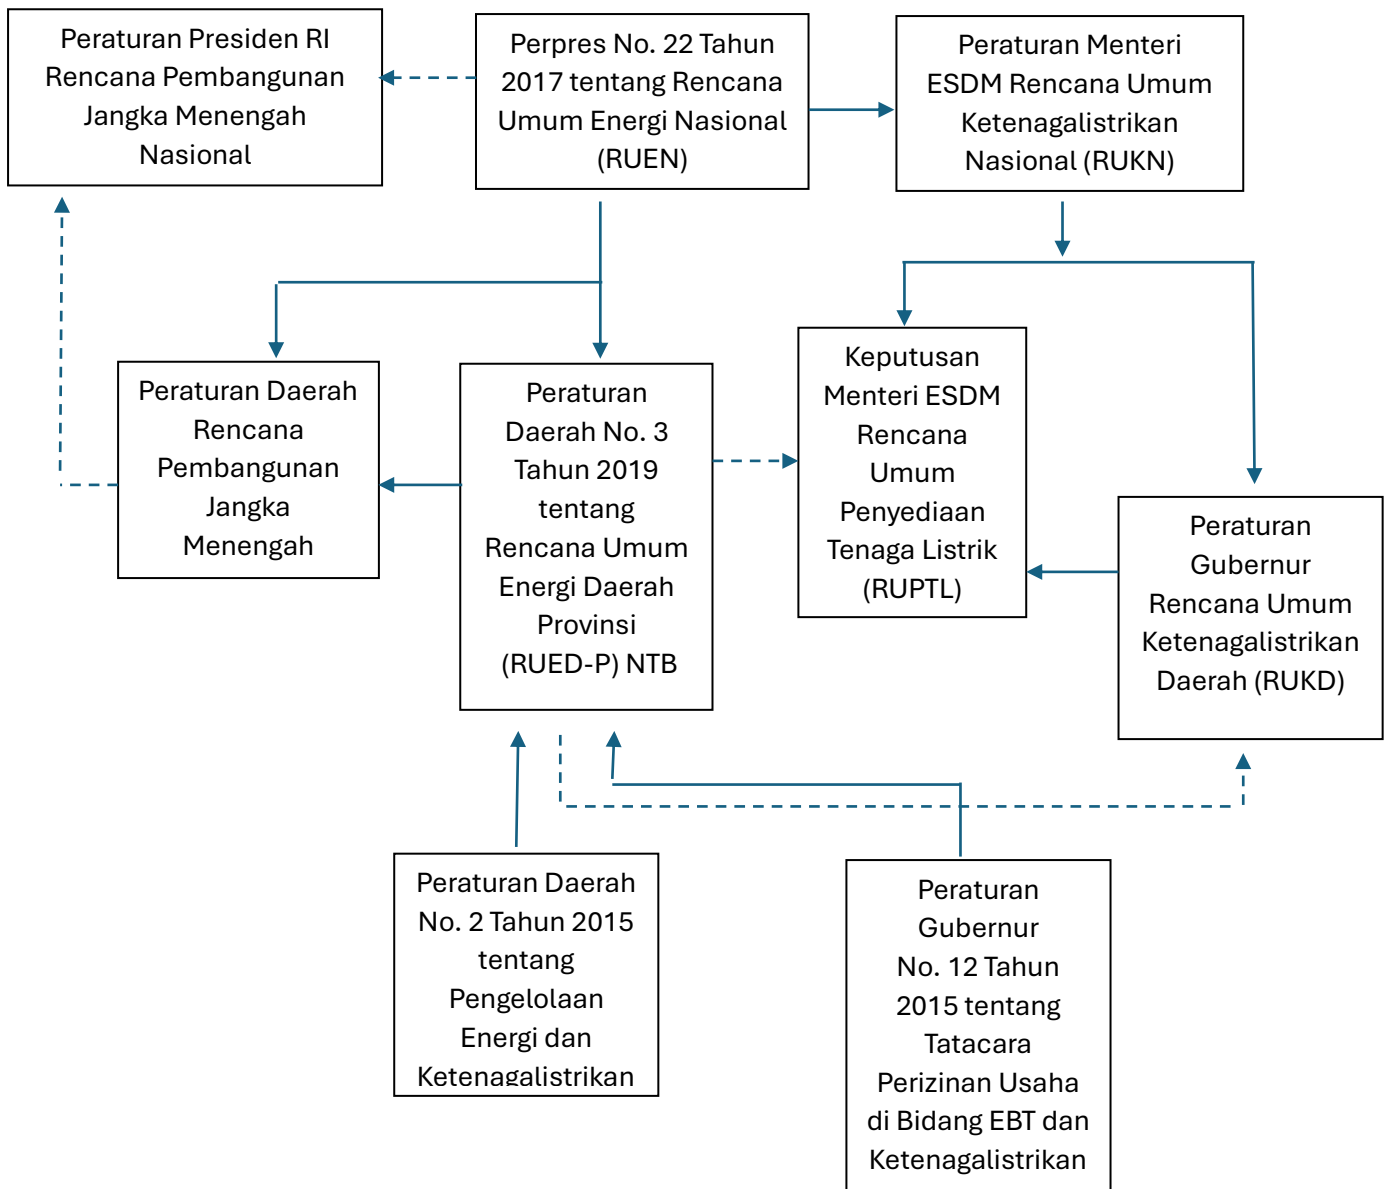 Peraturan Presiden RI
Rencana Pembangunan
Jangka Menengah
Nasional
Perpres No. 22 Tahun
2017 tentang Rencana
Umum Energi Nasional
(RUEN)
Peraturan Menteri
ESDM Rencana Umum
Ketenagalistrikan
Nasional (RUKN)
Peraturan Daerah
Rencana
Pembangunan
Jangka
Menengah
Peraturan
Daerah No. 3
Tahun 2019
tentang
Rencana Umum
Energi Daerah
Provinsi
(RUED-P) NTB
Keputusan
Menteri ESDM
Rencana
Umum
Penyediaan
Tenaga Listrik
(RUPTL)
Peraturan
Gubernur
Rencana Umum
Ketenagalistrikan
Daerah (RUKD)
Peraturan Daerah
No. 2 Tahun 2015
tentang
Pengelolaan
Energi dan
Ketenagalistrikan
Peraturan
Gubernur
No. 12 Tahun
2015 tentang
Tatacara
Perizinan Usaha
di Bidang EBT dan
Ketenagalistrikan